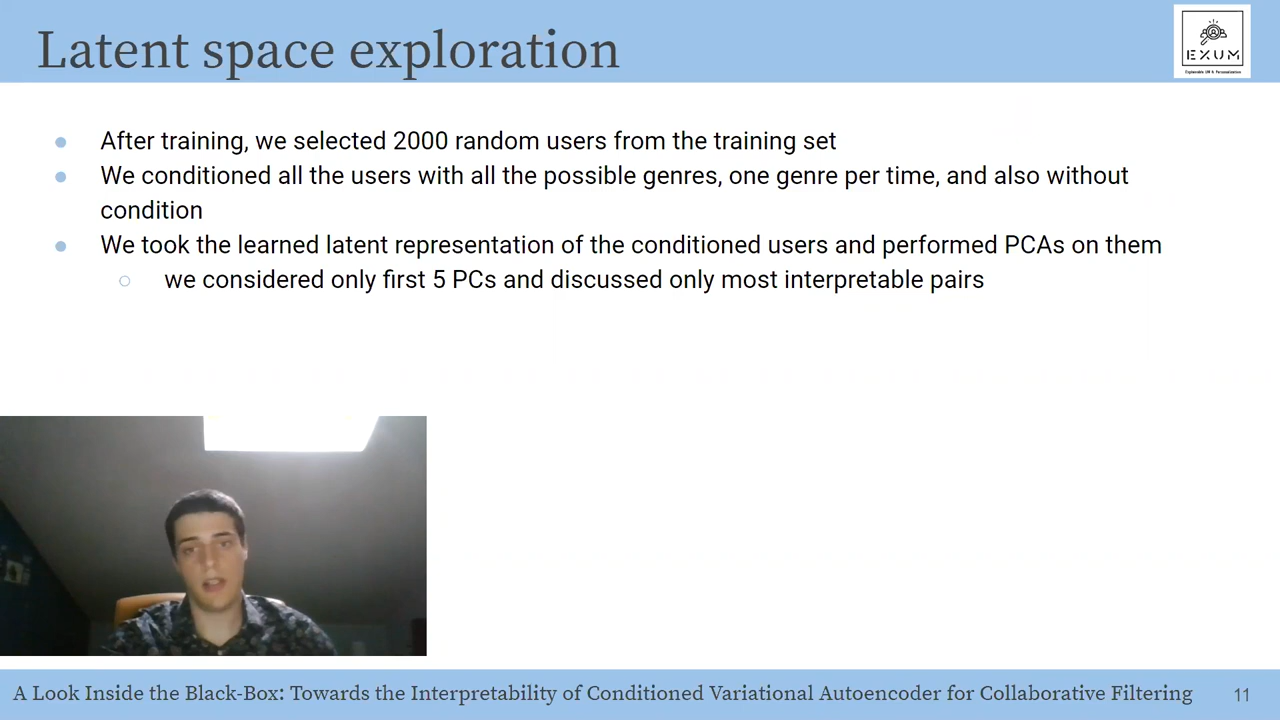 Latent space exploration
EXUM
Explainable UM & Personalization
After training, we selected 2000 random users from the training set
We conditioned all the users with all the possible genres, one genre per time, and also without
condition
We took the learned latent representation of the conditioned users and performed PCAs on them
we considered only first 5 PCs and discussed only most interpretable pairs
A Look Inside the Black-Box: Towards the Interpretability of Conditioned Variational Autoencoder for Collaborative Filtering
11